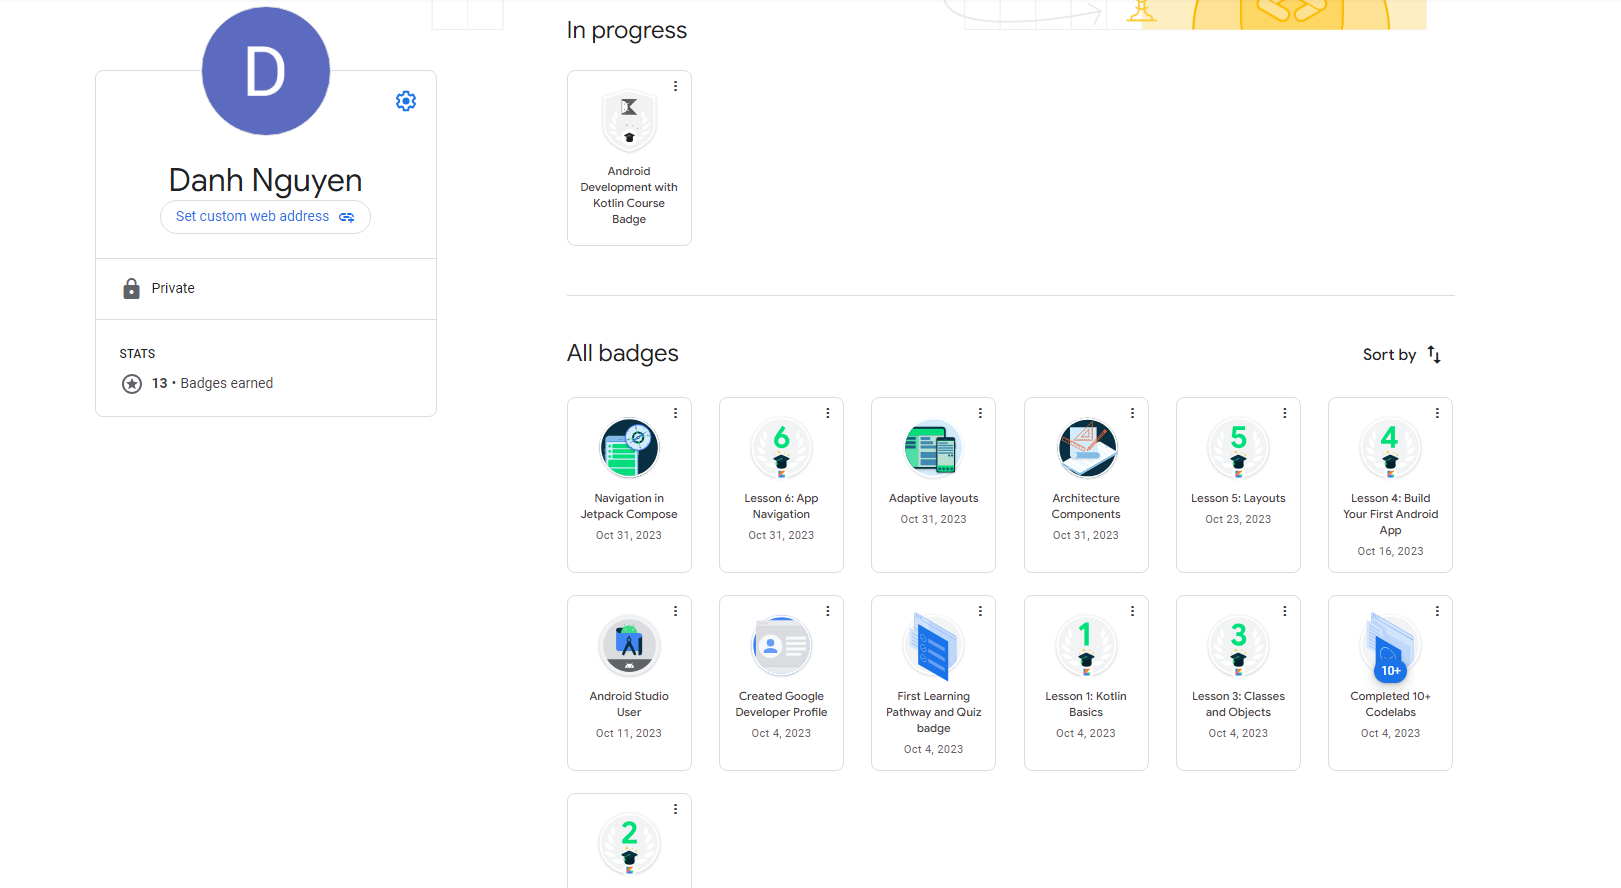 D
Danh Nguyen
Set custom web address
Private
STATS
13 • Badges earned
In progress
Android
Development with
Kotlin Course
Badge
All badges
Sort by
Navigation in
Jetpack Compose
Oct 31, 2023
6
Lesson 6: App
Navigation
Oct 31, 2023
Adaptive layouts
Oct 31, 2023
Architecture
Components
Oct 31, 2023
5
Lesson 5: Layouts
Oct 23, 2023
4
Lesson 4: Build
Your First Android
App
Oct 16, 2023
Android Studio
User
Oct 11, 2023
Created Google
Developer Profile
Oct 4, 2023
First Learning
Pathway and Quiz
badge
Oct 4, 2023
1
Lesson 1: Kotlin
Basics
Oct 4, 2023
3
Lesson 3: Classes
and Objects
Oct 4, 2023
10+
Completed 10+
Codelabs
Oct 4, 2023
2